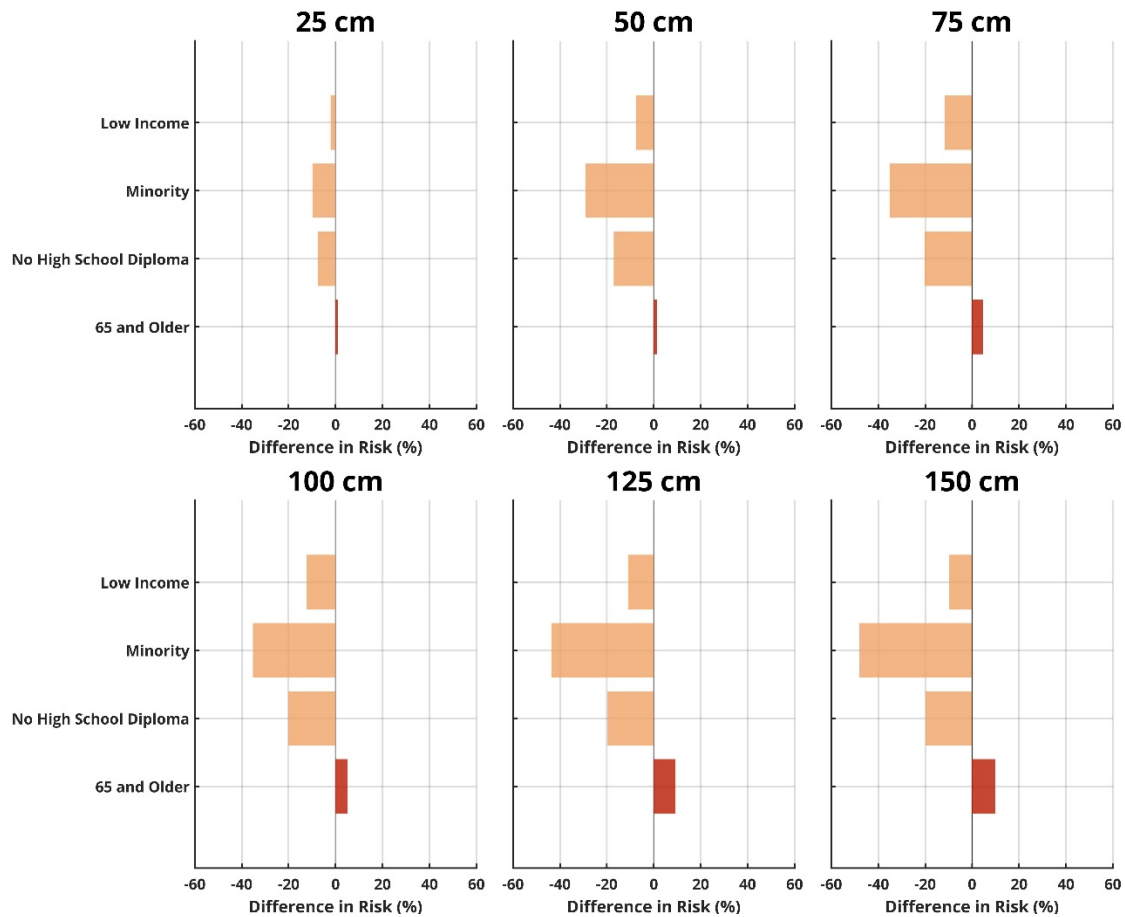 25 cm
50 cm
75 cm
Low Income
Minority
No High School Diploma
65 and Older
-60 -40 -20 0 20 40 60
-60 -40 -20 0 20 40 60
-60 -40 -20 0 20 40 60
Difference in Risk (%)
Difference in Risk (%)
Difference in Risk (%)
100 cm
125 cm
150 cm
Low Income
Minority
No High School Diploma
65 and Older
-60 -40 -20 0 20 40 60
-60 -40 -20 0 20 40 60
-60 -40 -20 0 20 40 60
Difference in Risk (%)
Difference in Risk (%)
Difference in Risk (%)